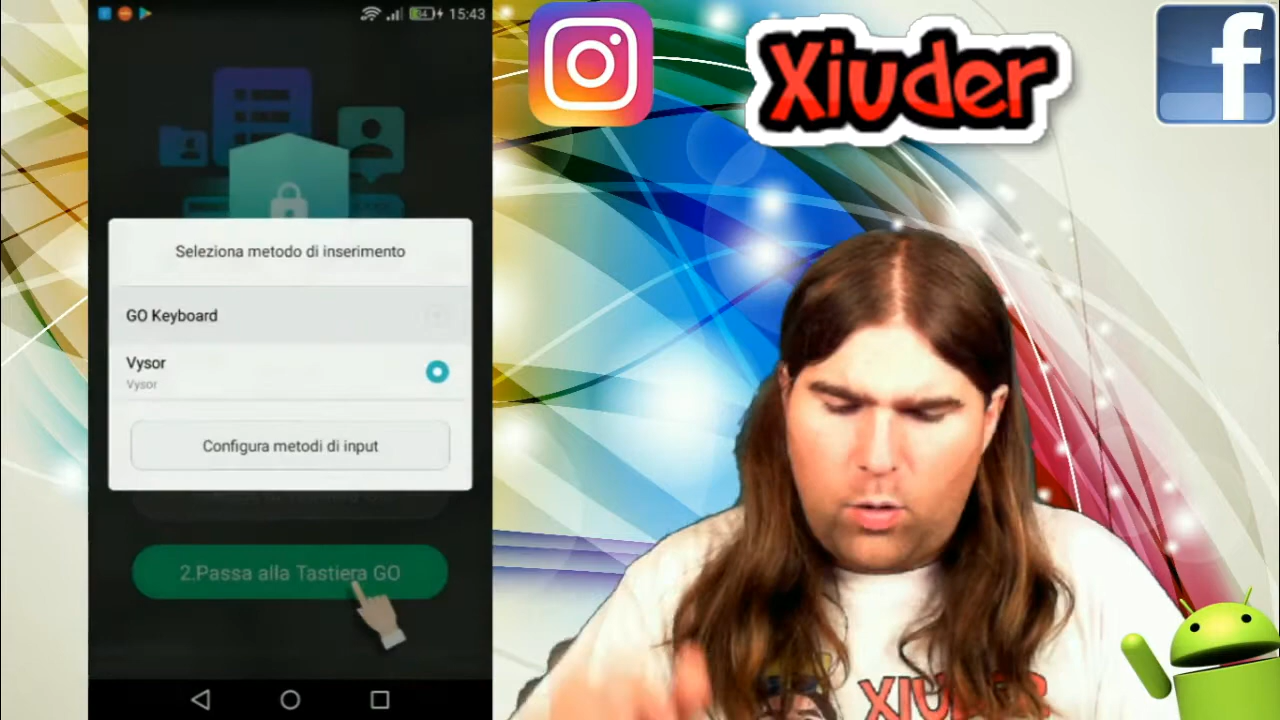 15:43
Seleziona metodo di inserimento
GO Keyboard
Vysor
Vysor
Configura metodi di input
2.Passa alla Tastiera GO
Xiuder
f
XIUDER